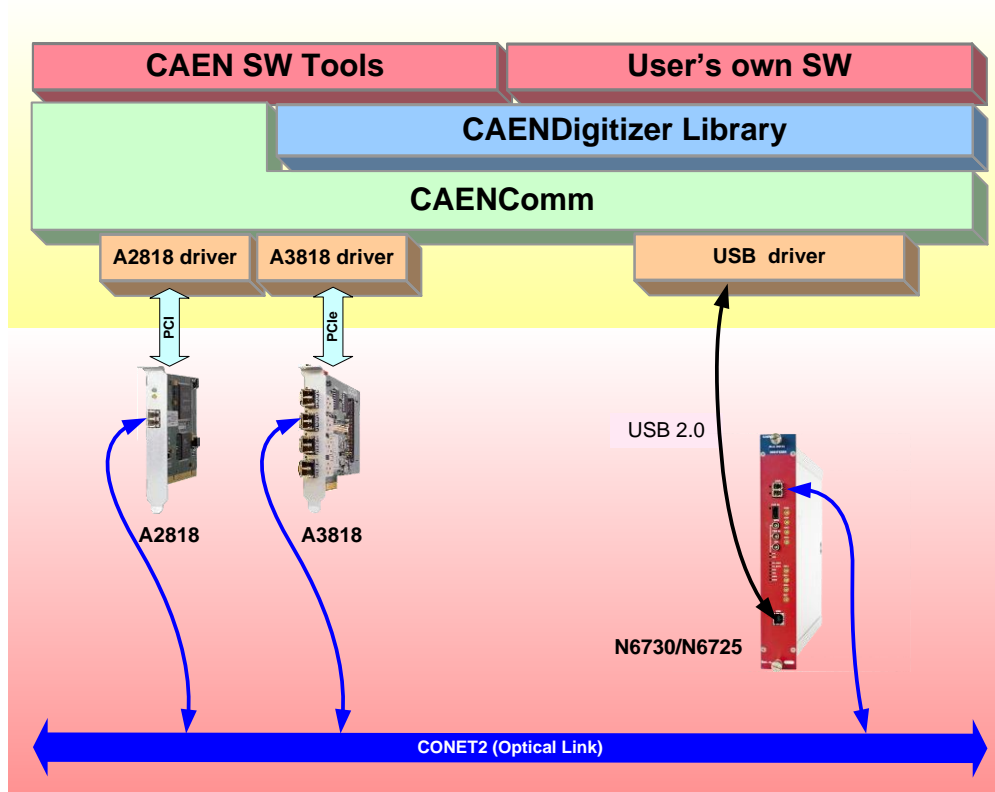 CAEN SW Tools
User's own SW
CAENDigitizer Library
CAENComm
A2818 driver
A3818 driver
USB driver
PCI
PCIe
USB 2.0
A2818
A3818
N6730/N6725
CONET2 (Optical Link)